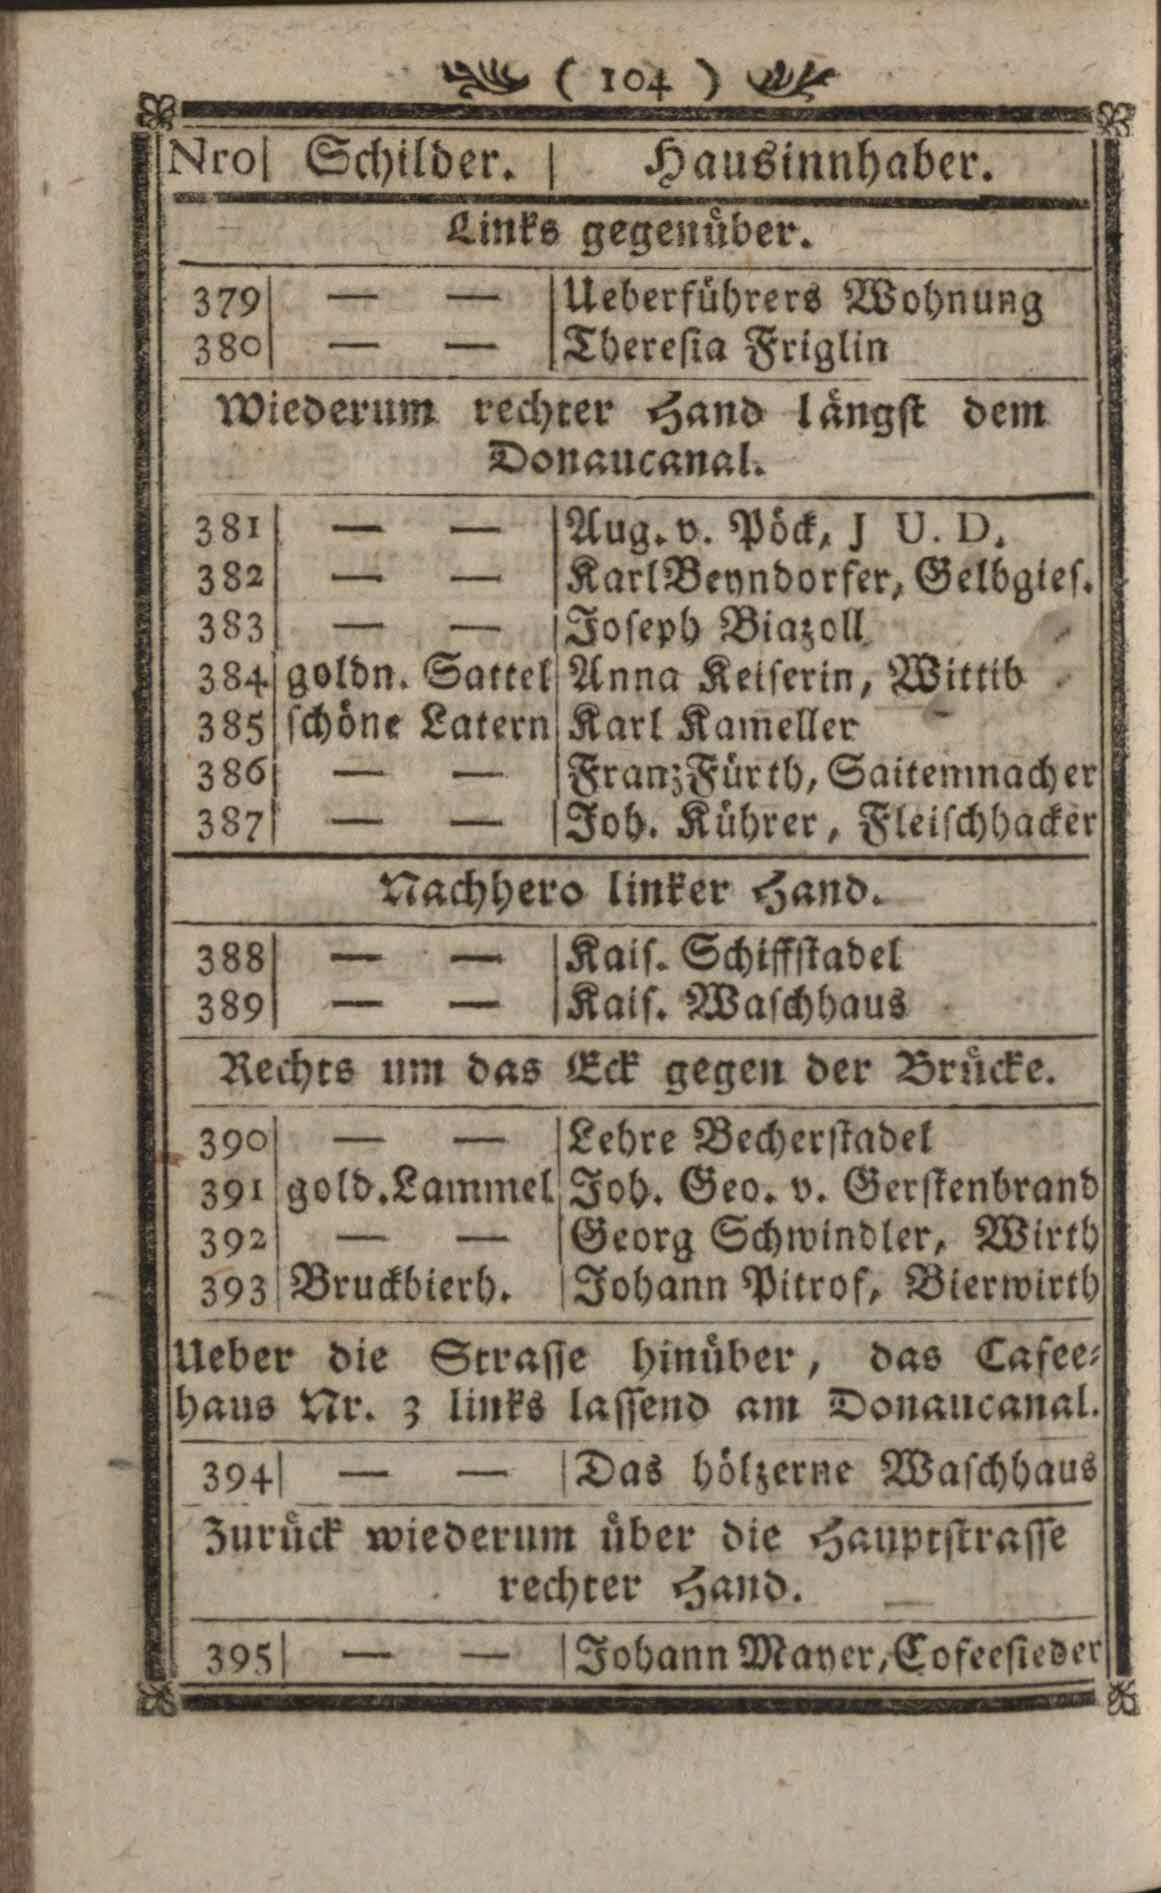 ( 104 )
Nro| Schilder. | Hausinnhaber.
Links gegenüber.
379| — — |Ueberführers Wohnung
380| — — |Theresia Friglin
Wiederum rechter Hand längst dem
Donaucanal.
381| — — |Aug. v. Pöck, J U. D.
382| — — |Karl Beyndorfer, Gelbgies.
383| — — |Joseph Biazoll
384| goldn. Sattel| Anna Keiserin, Wittib
385| schöne Latern| Karl Kameller
386| — — |Franz Fürth, Saitenmacher
387| — — |Joh. Kührer, Fleischhacker
Nachhero linker Hand.
388| — — |Kais. Schiffstadel
389| — — |Kais. Waschhaus
Rechts um das Eck gegen der Brücke.
390| — — |Lehre Becherstadel
391| gold. Lammel| Joh. Geo. v. Gerstenbrand
392| — — |Georg Schwindler, Wirth
393| Bruckbierh. |Johann Pitrof, Bierwirth
Ueber die Strasse hinüber, das Cafee-
haus Nr. 3 links lassend am Donaucanal.
394| — — |Das hölzerne Waschhaus
Zurück wiederum über die Hauptstrasse
rechter Hand.
395| — — |Johann Mayer, Cofeesieder